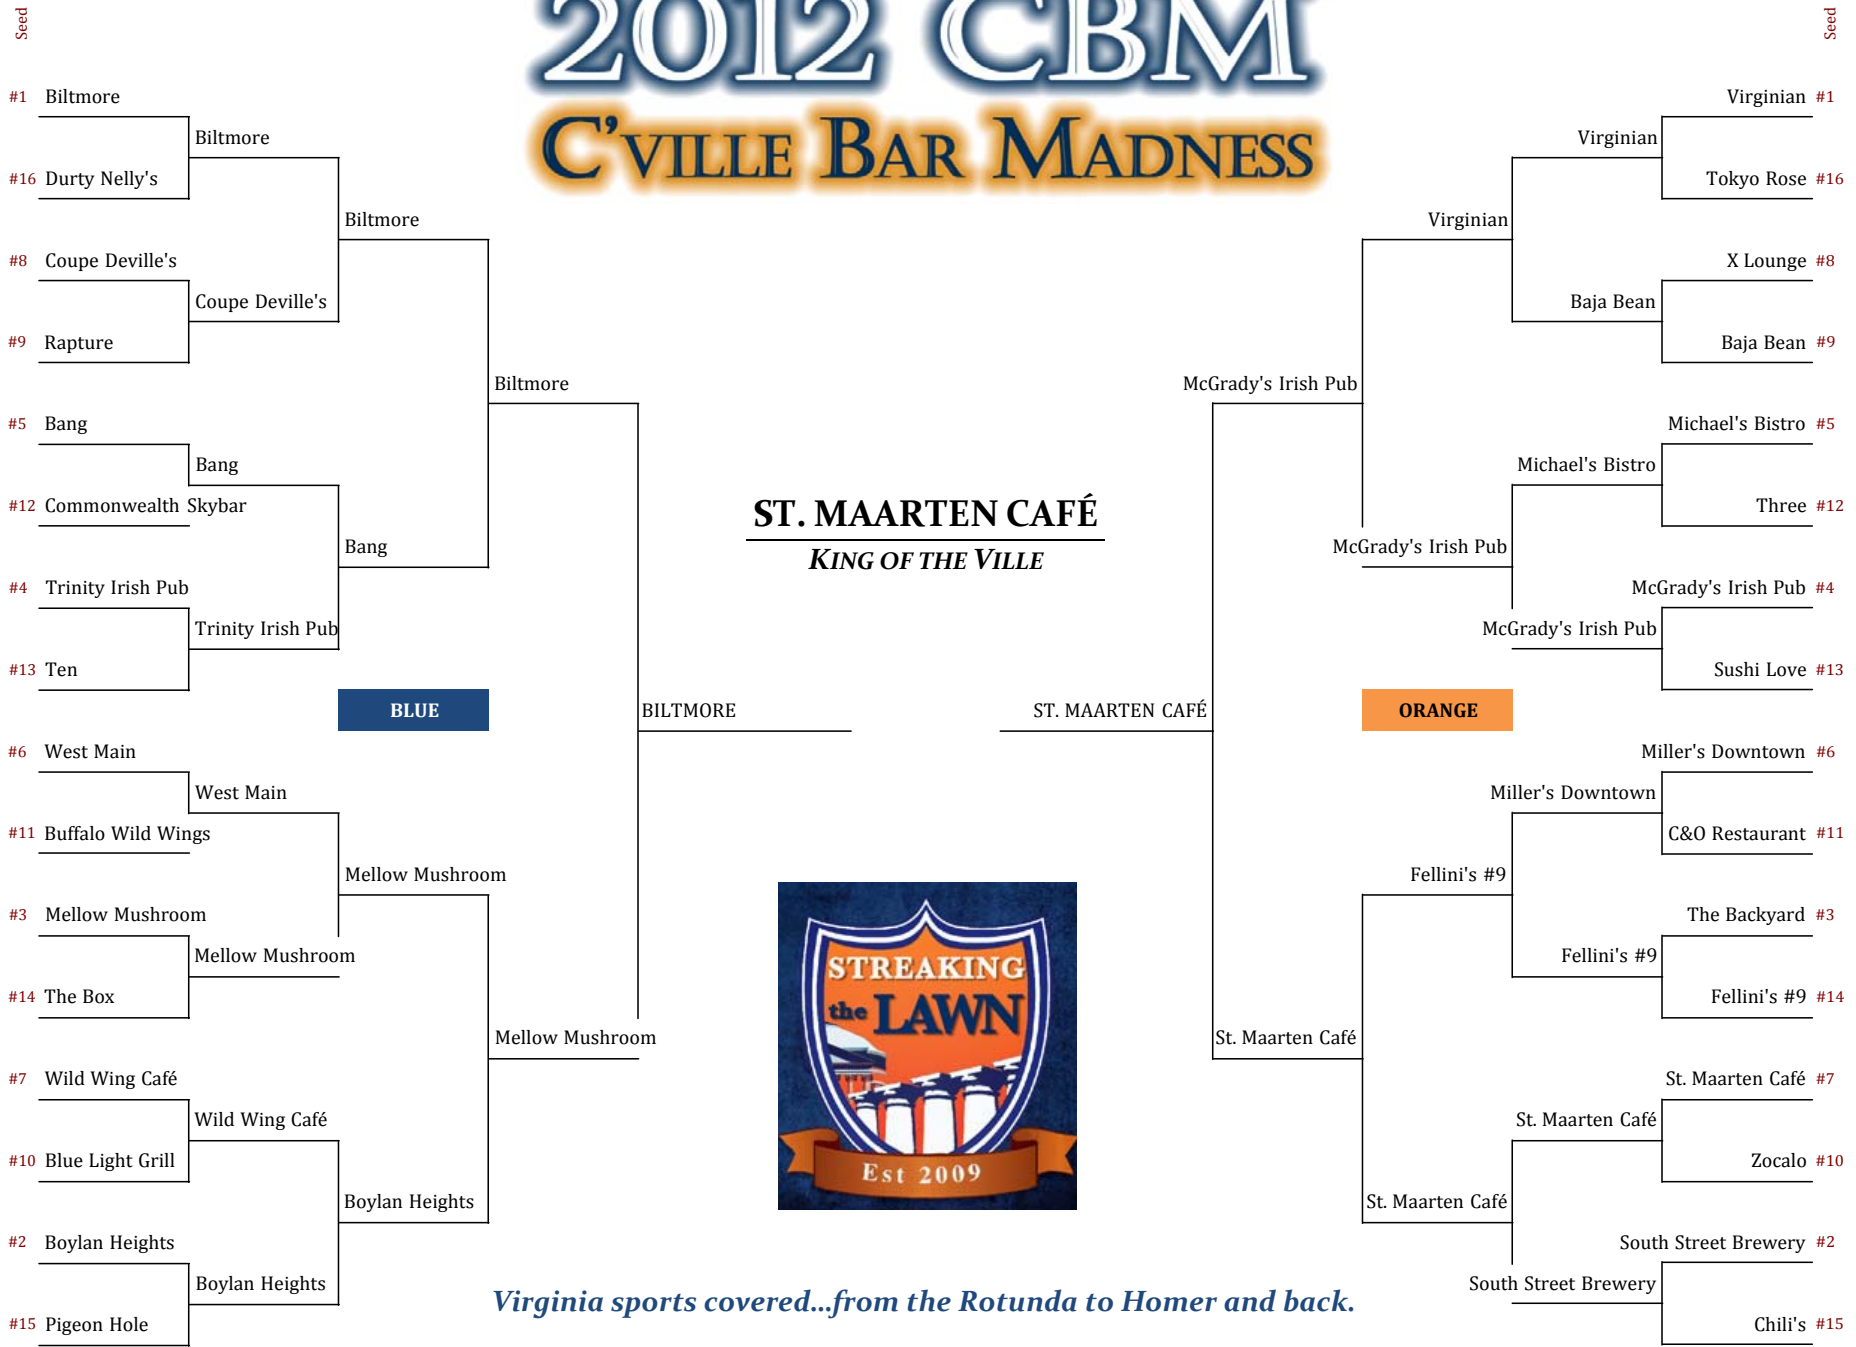 2012 CBM
C'VILLE BAR MADNESS
Seed
Seed
#1 Biltmore
Biltmore
#16 Durty Nelly's
Biltmore
#8 Coupe Deville's
Coupe Deville's
#9 Rapture
Biltmore
#5 Bang
Bang
#12 Commonwealth Skybar
Bang
#4 Trinity Irish Pub
Trinity Irish Pub
#13 Ten
BLUE
BILTMORE
#6 West Main
West Main
#11 Buffalo Wild Wings
Mellow Mushroom
#3 Mellow Mushroom
Mellow Mushroom
#14 The Box
Mellow Mushroom
#7 Wild Wing Café
Wild Wing Café
#10 Blue Light Grill
Boylan Heights
#2 Boylan Heights
Boylan Heights
#15 Pigeon Hole
ST. MAARTEN CAFÉ
KING OF THE VILLE
STREAKING
the LAWN
Est 2009
Virginia sports covered...from the Rotunda to Homer and back.
Virginian #1
Virginian
Tokyo Rose #16
Virginian
X Lounge #8
Baja Bean
Baja Bean #9
McGrady's Irish Pub
Michael's Bistro #5
Michael's Bistro
Three #12
McGrady's Irish Pub
McGrady's Irish Pub #4
McGrady's Irish Pub
Sushi Love #13
ST. MAARTEN CAFÉ
ORANGE
Miller's Downtown #6
Miller's Downtown
C&O Restaurant #11
Fellini's #9
The Backyard #3
Fellini's #9
Fellini's #9 #14
St. Maarten Café
St. Maarten Café #7
St. Maarten Café
Zocalo #10
St. Maarten Café
South Street Brewery #2
South Street Brewery
Chili's #15